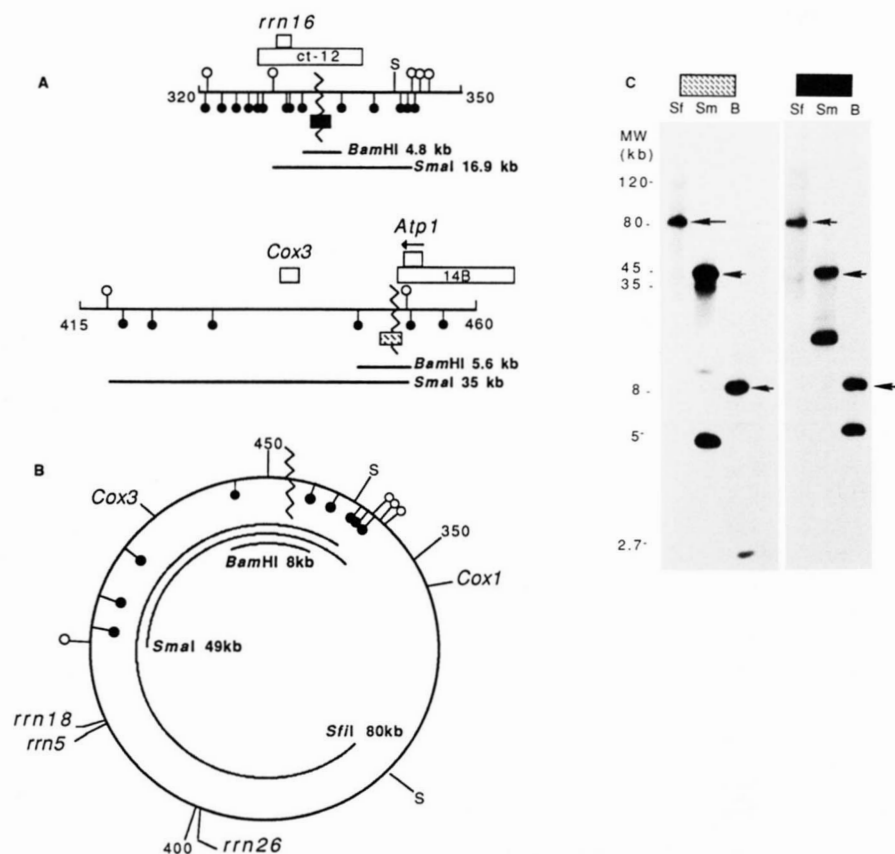 A
rrn16
ct-12
S
320
350
BamHI 4.8 kb
SmaI 16.9 kb
Atp1
Cox3
14B
415
460
BamHI 5.6 kb
SmaI 35 kb
B
450
S
Cox3
350
Cox1
BamHI 8kb
SmaI 49kb
SfiI 80kb
rrn18
rrn5
S
400
rrn26
C
Sf Sm B
Sf Sm B
MW
(kb)
120-
80.
45.
35.
8.
5-
2.7-